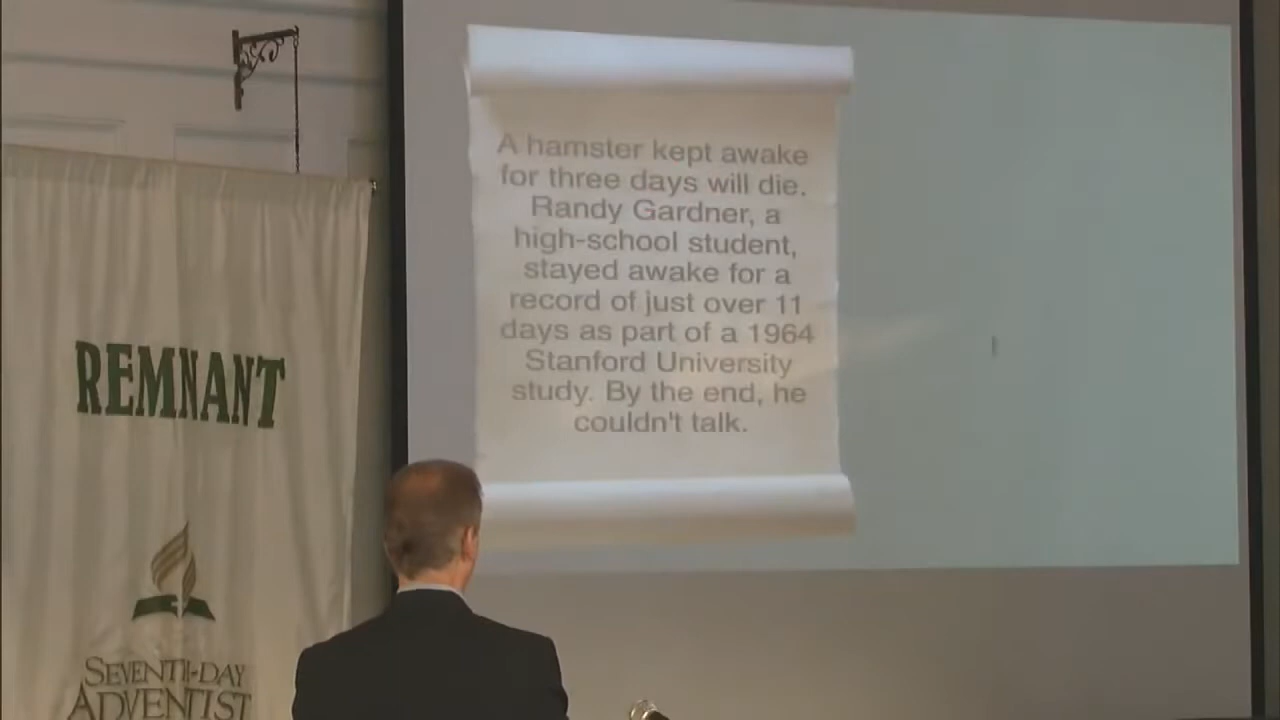 A hamster kept awake
for three days will die.
Randy Gardner, a
high-school student,
stayed awake for a
record of just over 11
days as part of a 1964
Stanford University
study. By the end, he
couldn't talk.
REMNANT
SEVENTH-DAY
ADVENTIST